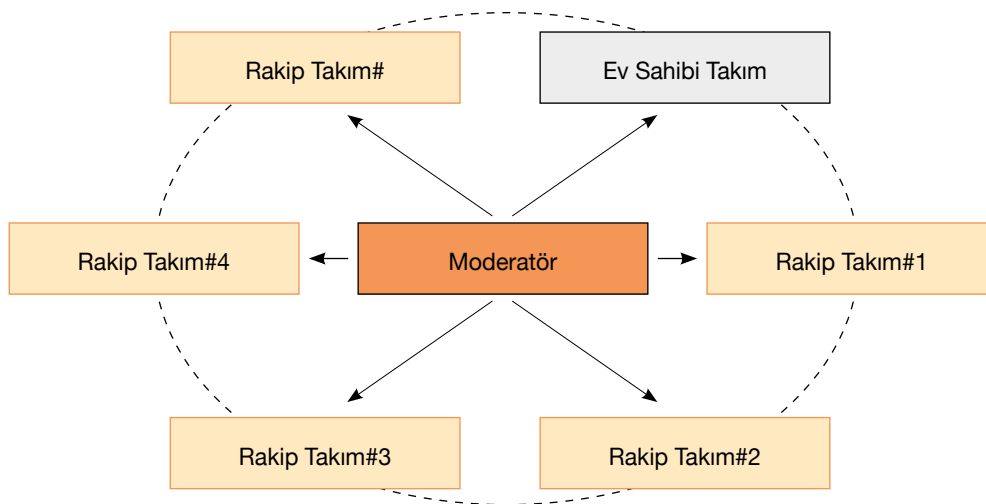 Rakip Takım#
Ev Sahibi Takım
Rakip Takım#4
Moderatör
Rakip Takım#1
Rakip Takım#3
Rakip Takım#2